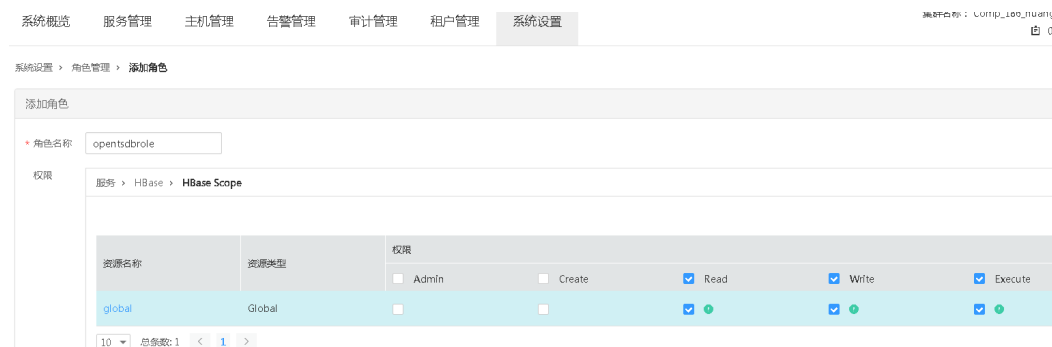 系统概览 服务管理 主机管理 告警管理 审计管理 租户管理 系统设置
集群名称：
系统设置 > 角色管理 > 添加角色
添加角色
* 角色名称 opentsdbrole
权限 服务 > HBase > HBase Scope
资源名称 资源类型 权限
Admin Create Read Write Execute
global Global
10 总条数: 1 < 1 >